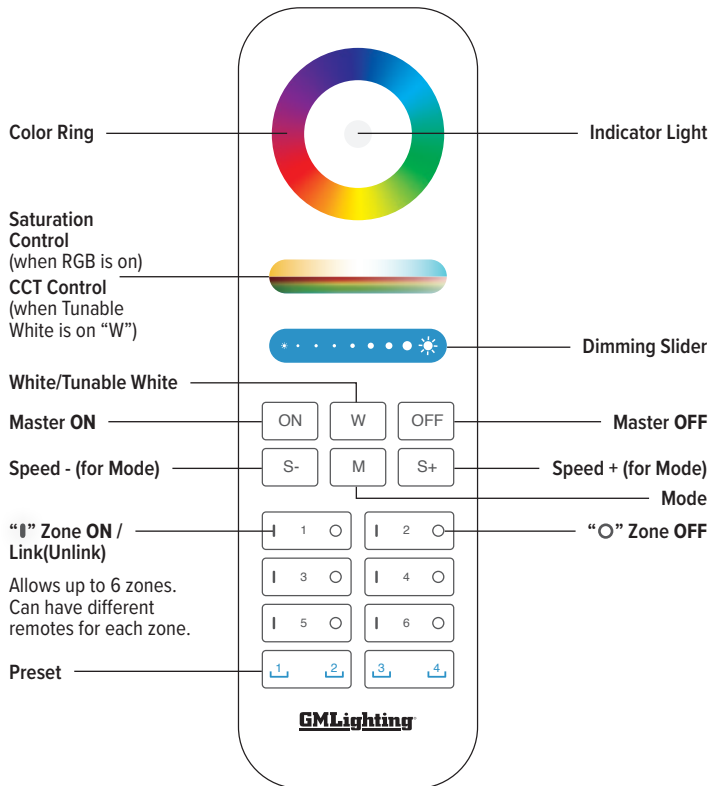 Color Ring
Indicator Light
Saturation
Control
(when RGB is on)
CCT Control
(when Tunable
White is on “W”)
Dimming Slider
White/Tunable White
Master ON
ON
W
OFF
Master OFF
Speed - (for Mode)
S-
M
S+
Speed + (for Mode)
Mode
“I” Zone ON /
Link(Unlink)
“O” Zone OFF
I 1 O
I 2 O
Allows up to 6 zones.
Can have different
remotes for each zone.
I 3 O
I 4 O
I 5 O
I 6 O
Preset
1 2
3 4
GMLighting